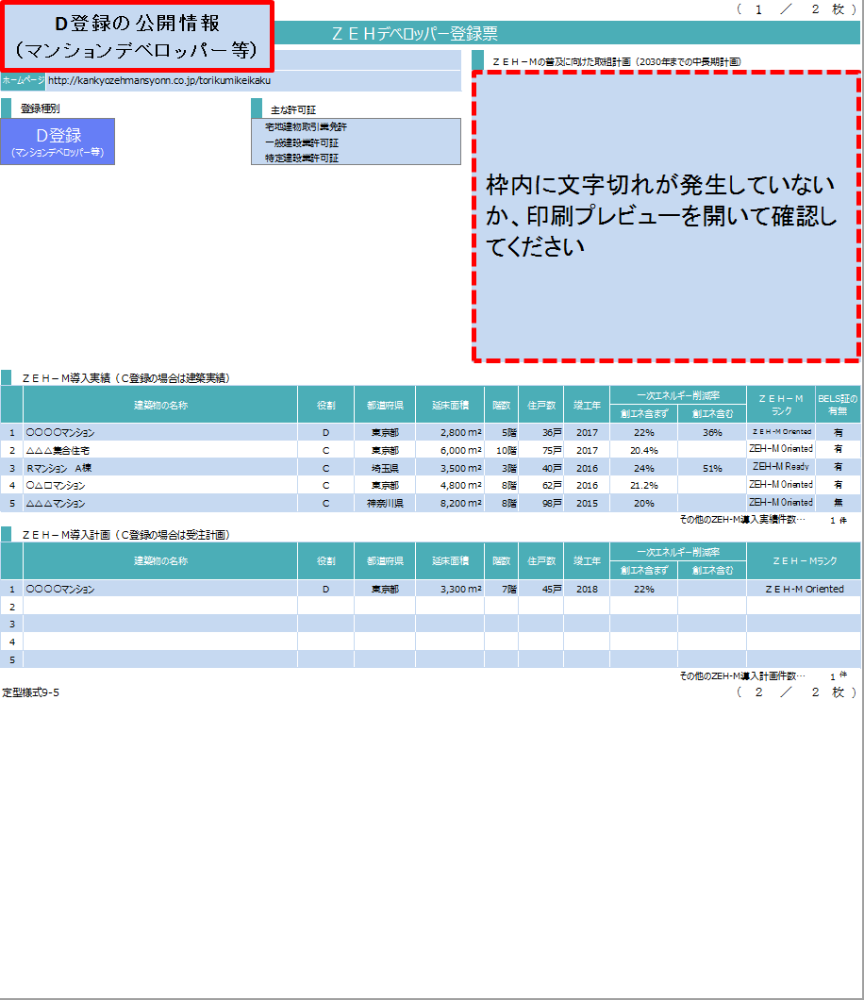 ( 1 ／ 2 枚 )
D登録の公開情報
（マンションデベロッパー等）
ＺＥＨデベロッパー登録票
ホームページ http://kankyozehmansyonn.co.jp/torikumikeikaku
ＺＥＨ－Mの普及に向けた取組計画（2030年までの中長期計画）
登録種別
D登録
（マンションデベロッパー等）
主な許可証
宅地建物取引業免許
一般建設業許可証
特定建設業許可証
枠内に文字切れが発生していない
か、印刷プレビューを開いて確認し
てください
ＺＥＨ－Ｍ導入実績（Ｃ登録の場合は建築実績）
建築物の名称 役割 都道府県 延床面積 階数 住戸数 竣工年 一次エネルギー削減率 創エネ含まず 創エネ含む ＺＥＨ－Ｍ ランク BELS証の 有無
1 〇〇〇〇マンション D 東京都 2,800 m² 5階 36戸 2017 22% 36% ＺＥＨ-M Oriented 有
2 △△△集合住宅 C 東京都 6,000 m² 10階 75戸 2017 20.4% ZEH-M Oriented 有
3 Rマンション A棟 C 埼玉県 3,500 m² 3階 40戸 2016 24% 51% ZEH-M Ready 有
4 〇△□マンション C 東京都 4,800 m² 8階 62戸 2016 21.2% ZEH-M Oriented 有
5 △△△マンション C 神奈川県 8,200 m² 8階 98戸 2015 20% ZEH-M Oriented 無
その他のZEH-M導入実績件数… 1 件
ＺＥＨ－Ｍ導入計画（Ｃ登録の場合は受注計画）
建築物の名称 役割 都道府県 延床面積 階数 住戸数 竣工年 一次エネルギー削減率 創エネ含まず 創エネ含む ＺＥＨ－Ｍランク
1 〇〇〇〇マンション D 東京都 3,300 m² 7階 45戸 2018 22% ＺＥＨ-M Oriented
2
3
4
5
その他のZEH-M導入計画件数… 1 件
定型様式9-5
( 2 ／ 2 枚 )